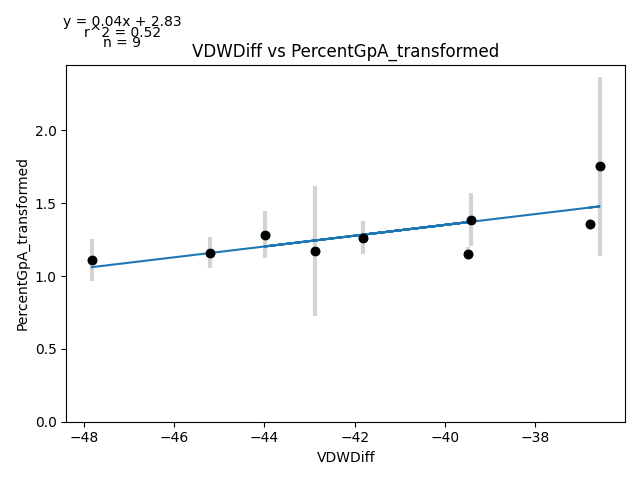 y = 0.04x + 2.83
r^2 = 0.52
n = 9
VDWDiff vs PercentGpA_transformed
2.0
1.5
1.0
0.5
0.0
PercentGpA_transformed
−48 −46 −44 −42 −40 −38
VDWDiff